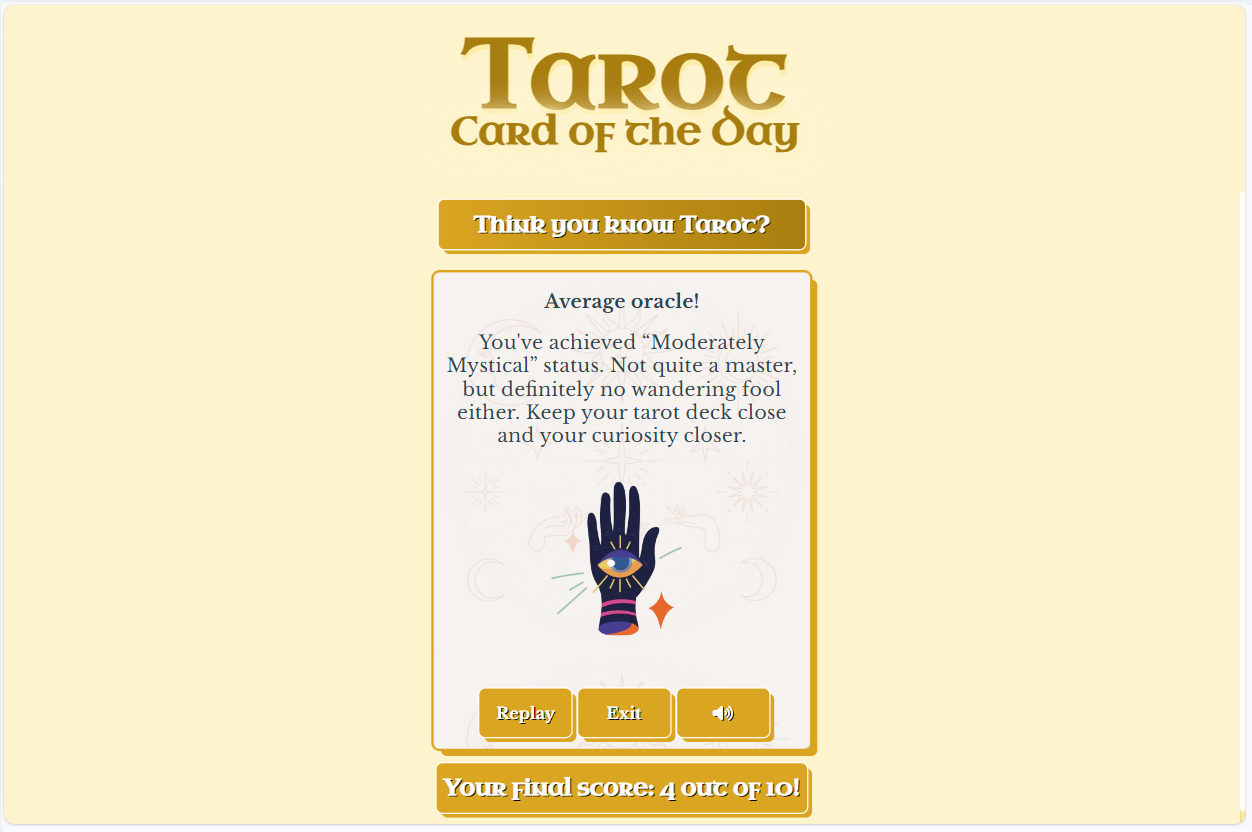 Tarot
Card of the Day
Think you know Tarot?
Average oracle!
You've achieved “Moderately
Mystical” status. Not quite a master,
but definitely no wandering fool
either. Keep your tarot deck close
and your curiosity closer.
Replay Exit
Your final score: 4 out of 10!